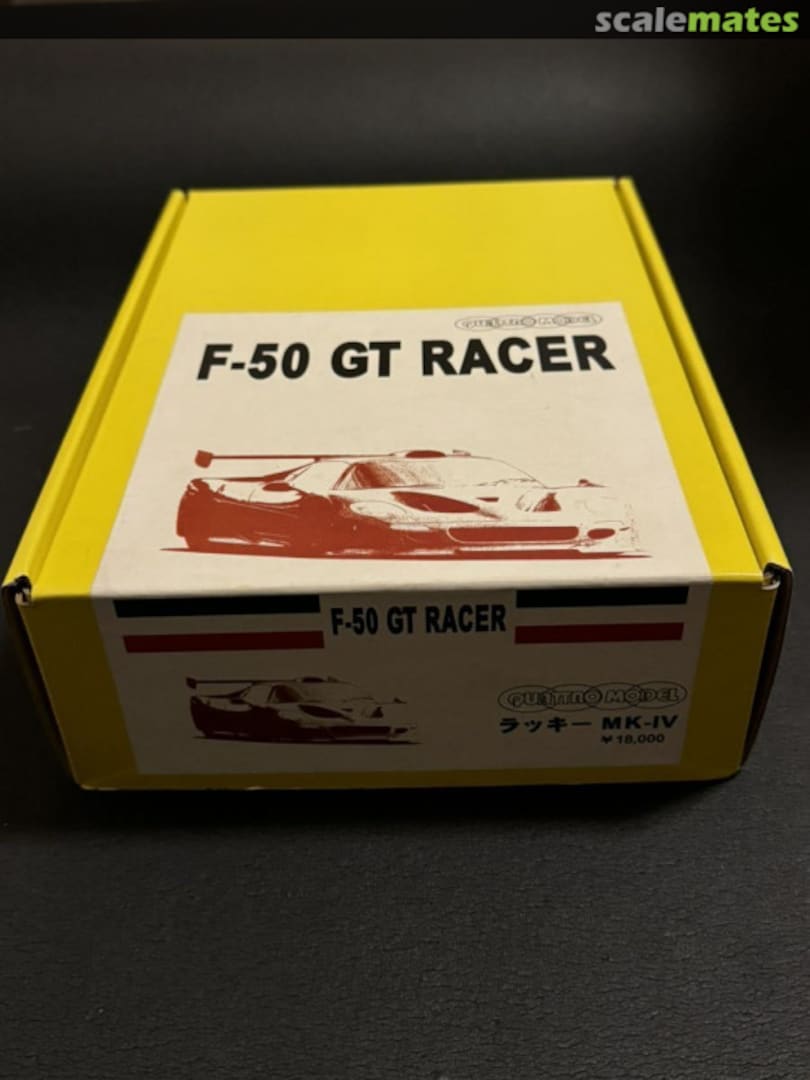 scalemates
QUATTRO MODEL
F-50 GT RACER
F-50 GT RACER
QUATTRO MODEL
ラッキー MK-IV
￥18,000